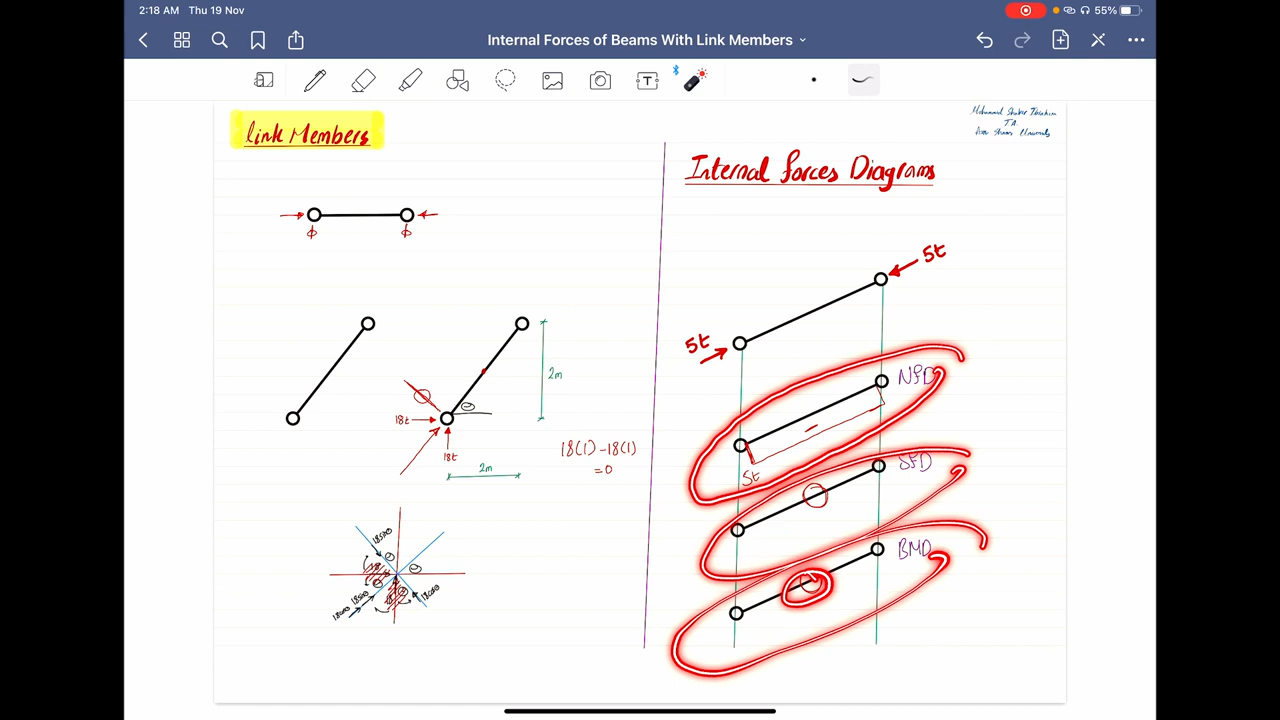 2:18 AM Thu 19 Nov
55%
Internal Forces of Beams With Link Members
T
Link Members
T.A.
Internal forces Diagrams
5t
5t
2m
18t
18t
18(1) - 18(1)
= 0
2m
NFD
5t
SFD
BMD